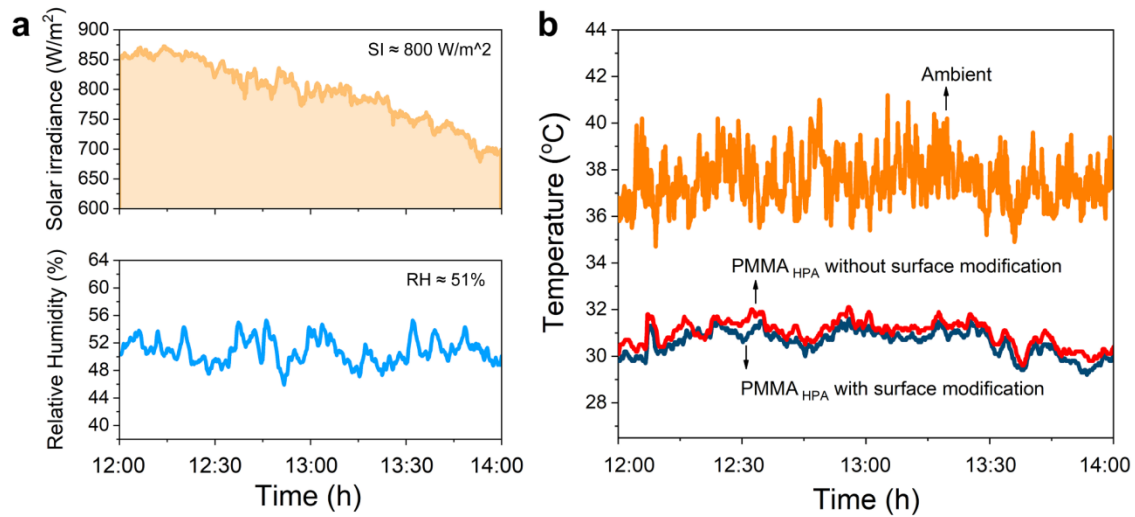 a
Solar irradiance (W/m²)
900
850
800
750
700
650
600
SI ≈ 800 W/m^2
Relative Humidity (%)
64
60
56
52
48
44
40
RH ≈ 51%
12:00 12:30 13:00 13:30 14:00
Time (h)
b
Temperature (°C)
44
42
40
38
36
34
32
30
28
Ambient
PMMA HPA without surface modification
PMMA HPA with surface modification
12:00 12:30 13:00 13:30 14:00
Time (h)